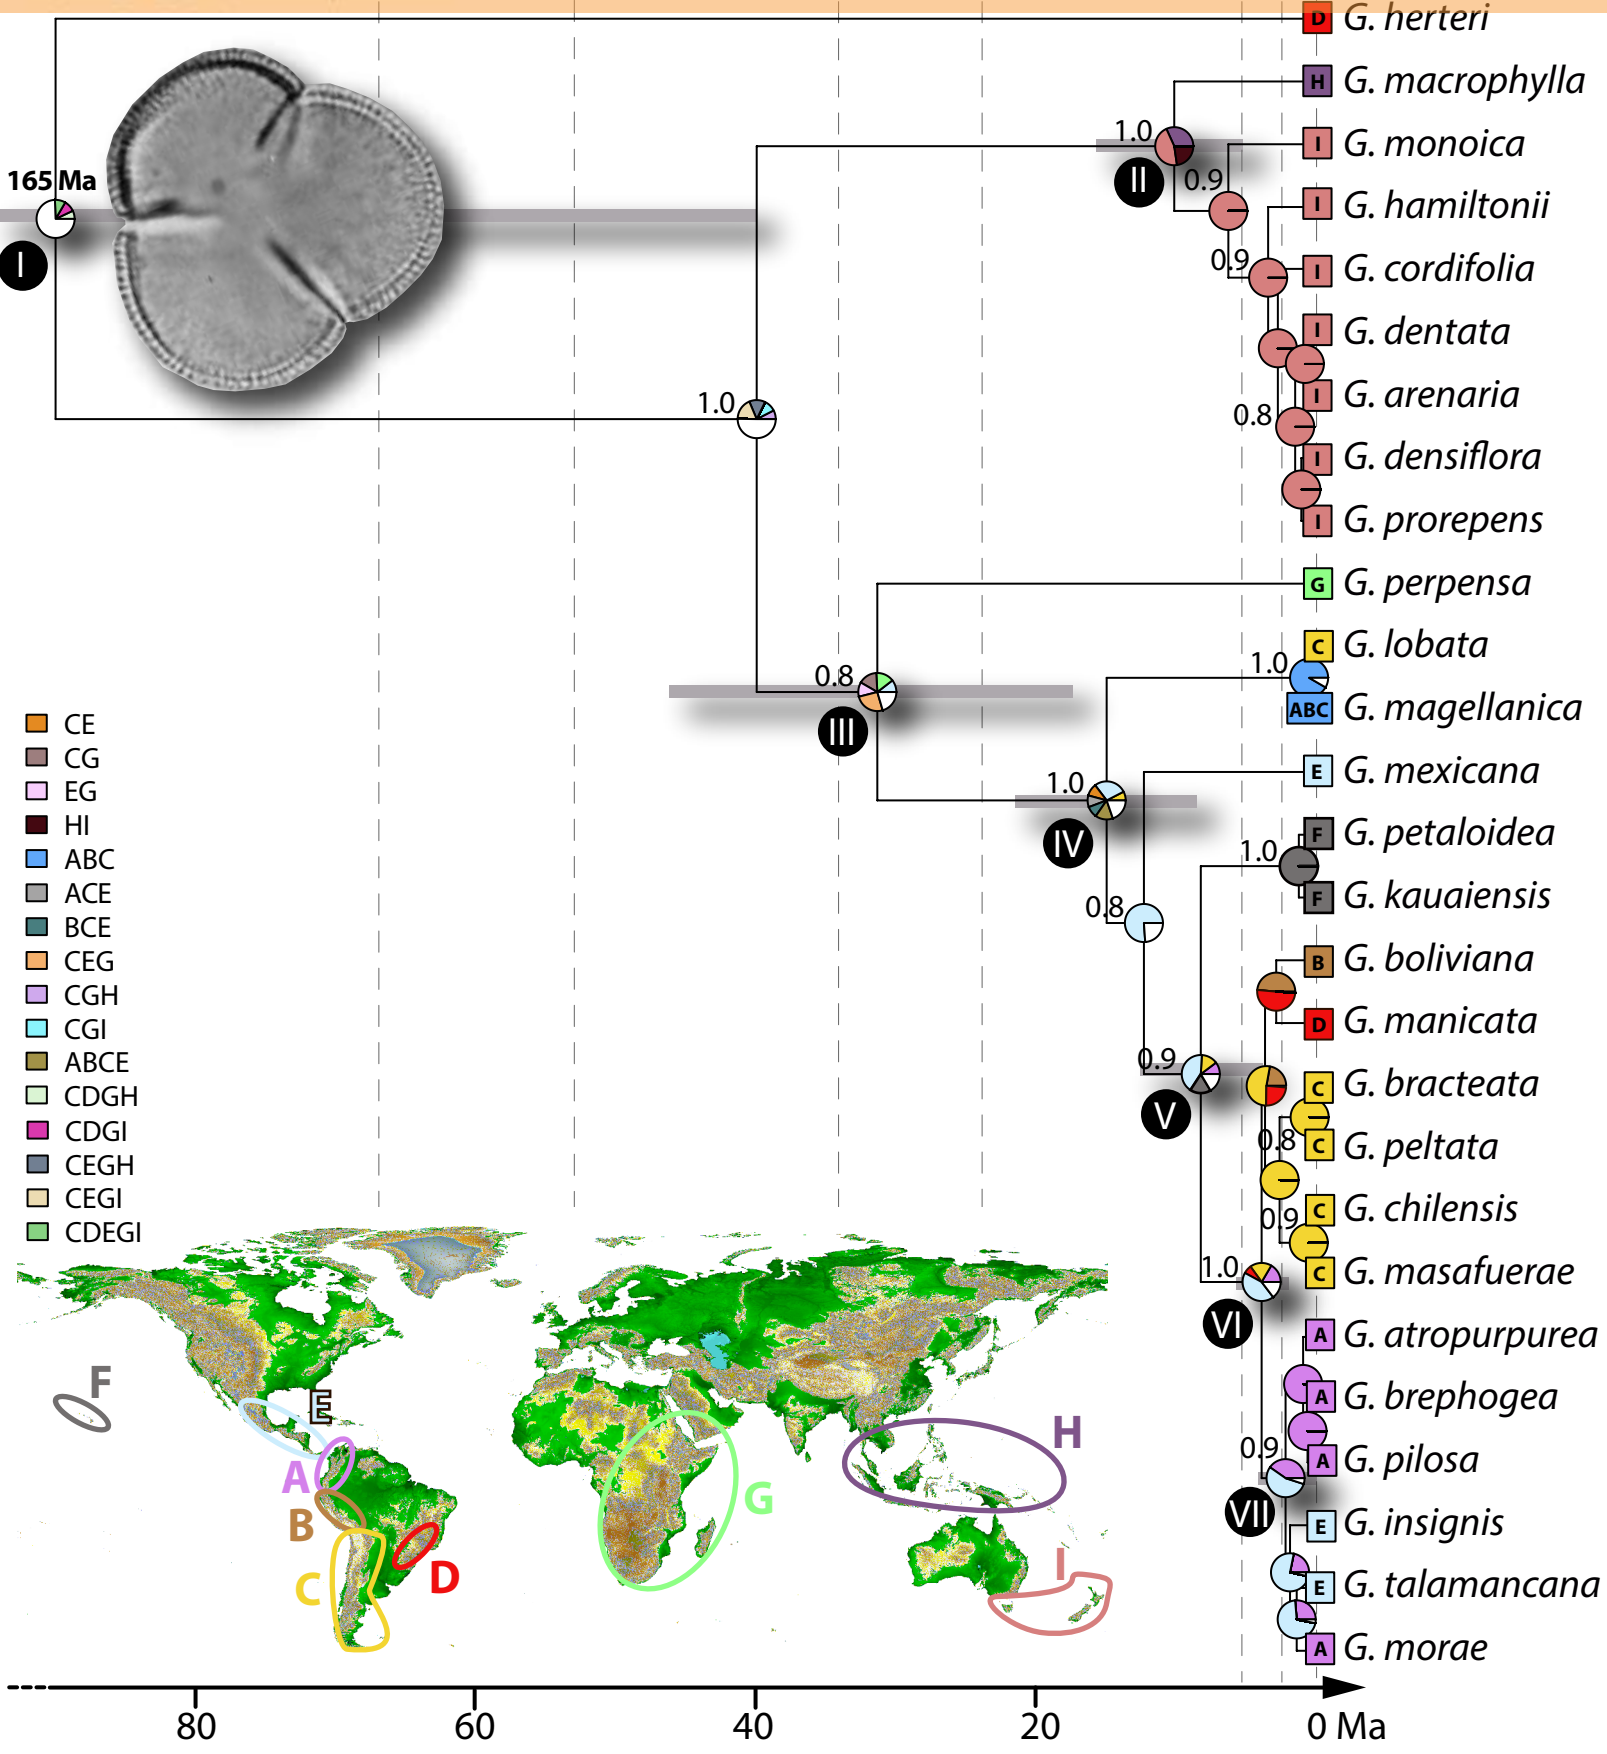 D G. herteri
H G. macrophylla
1.0
I G. monoica
II
0.9
165 Ma
I G. hamiltonii
I
0.9
I G. cordifolia
I G. dentata
I G. arenaria
1.0
0.8
I G. densiflora
I G. prorepens
G G. perpensa
C G. lobata
1.0
0.8
ABC G. magellanica
III
CE
CG
EG
HI
ABC
ACE
BCE
CEG
CGH
CGI
ABCE
CDGH
CDGI
CEGH
CEGI
CDEGI
E G. mexicana
1.0
IV
F G. petaloidea
1.0
F G. kauaiensis
0.8
B G. boliviana
D G. manicata
0.9
V
C G. bracteata
0.8
C G. peltata
C G. chilensis
0.9
C G. masafuerae
1.0
VI
A G. atropurpurea
A G. brephogea
0.9
A G. pilosa
VII
E G. insignis
E G. talamancana
A G. morae
F
E
A
B
C
D
G
H
I
80 60 40 20 0 Ma